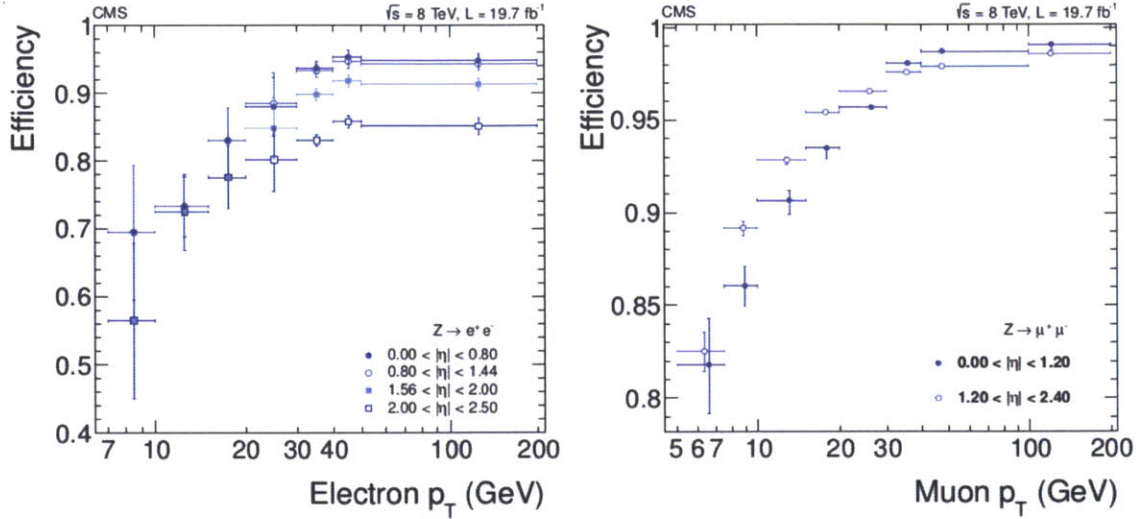 CMS
√s = 8 TeV, L = 19.7 fb⁻¹
Efficiency
1
0.9
0.8
0.7
0.6
0.5
0.4
Z → e⁺ e⁻
0.00 < |η| < 0.80
0.80 < |η| < 1.44
1.56 < |η| < 2.00
2.00 < |η| < 2.50
7 10 20 30 40 100 200
Electron p_T (GeV)
CMS
√s = 8 TeV, L = 19.7 fb⁻¹
Efficiency
1
0.95
0.9
0.85
0.8
Z → μ⁺ μ⁻
0.00 < |η| < 1.20
1.20 < |η| < 2.40
5 6 7 10 20 30 100 200
Muon p_T (GeV)